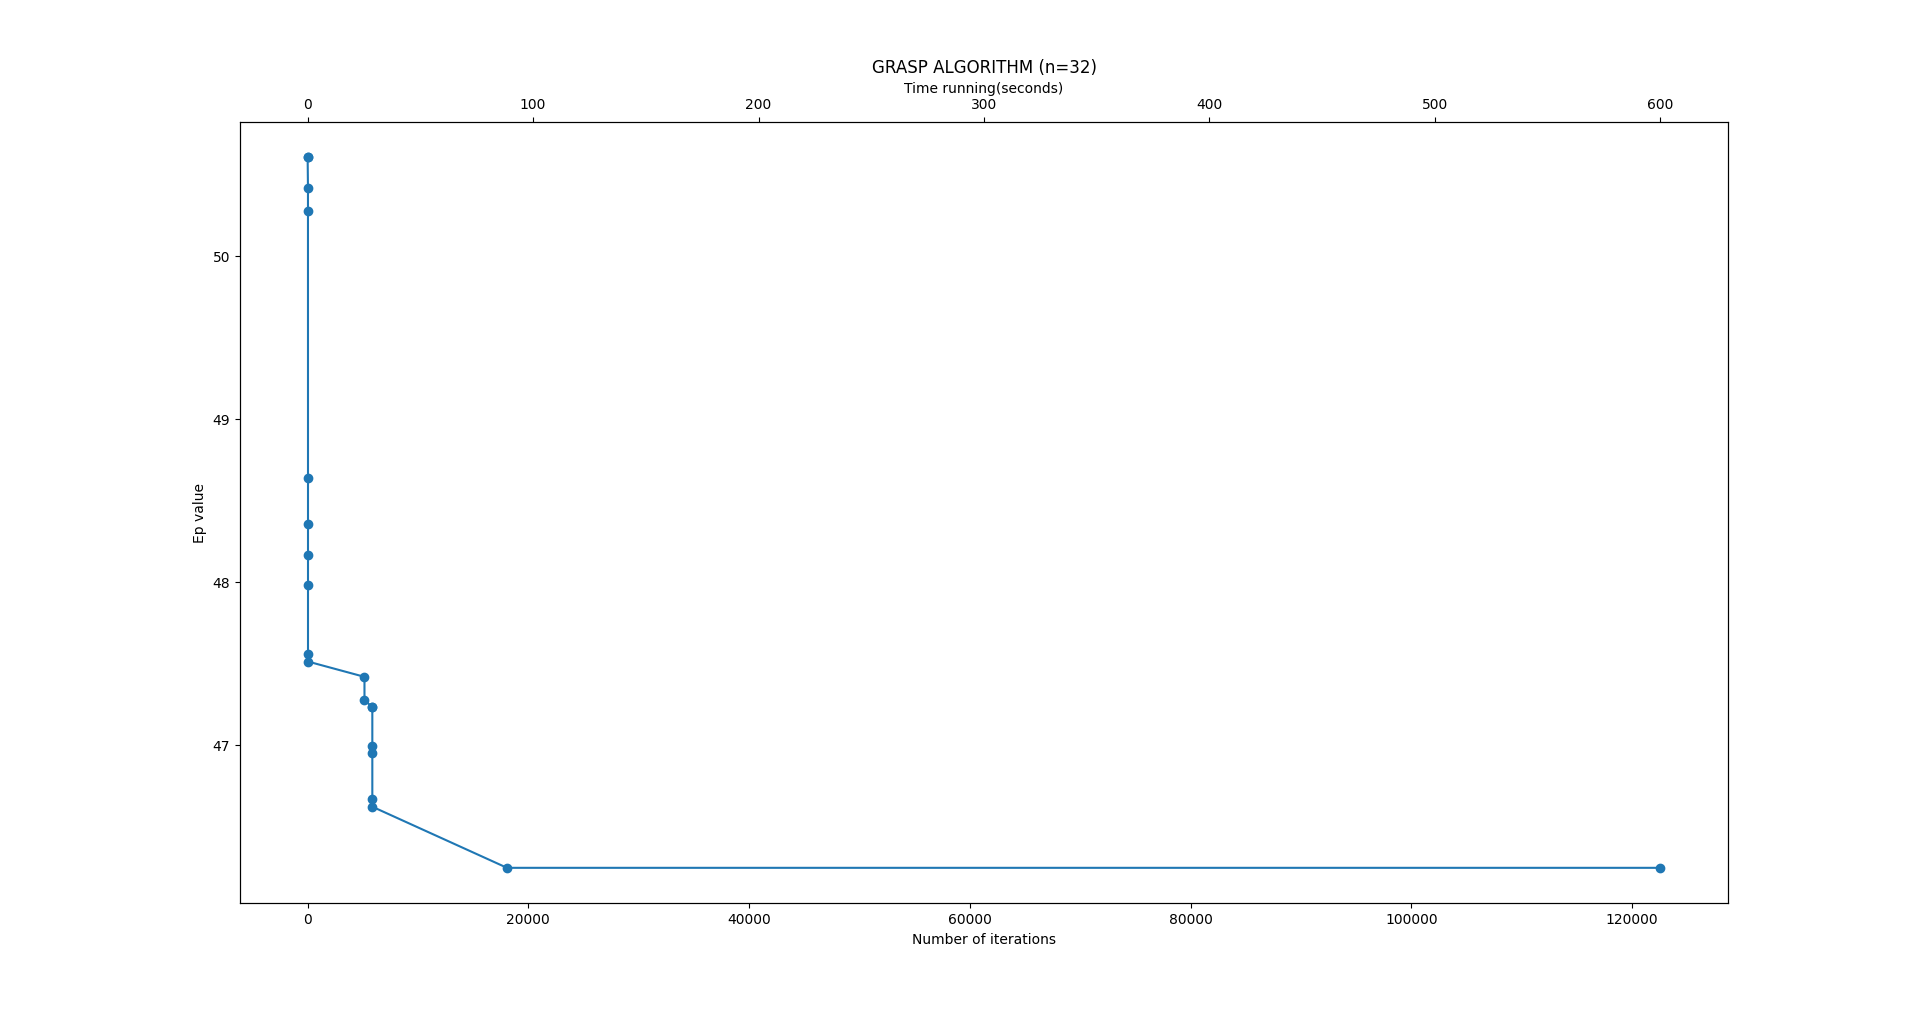 GRASP ALGORITHM (n=32)
Time running(seconds)
0 100 200 300 400 500 600
50
49
48
47
Ep value
0 20000 40000 60000 80000 100000 120000
Number of iterations